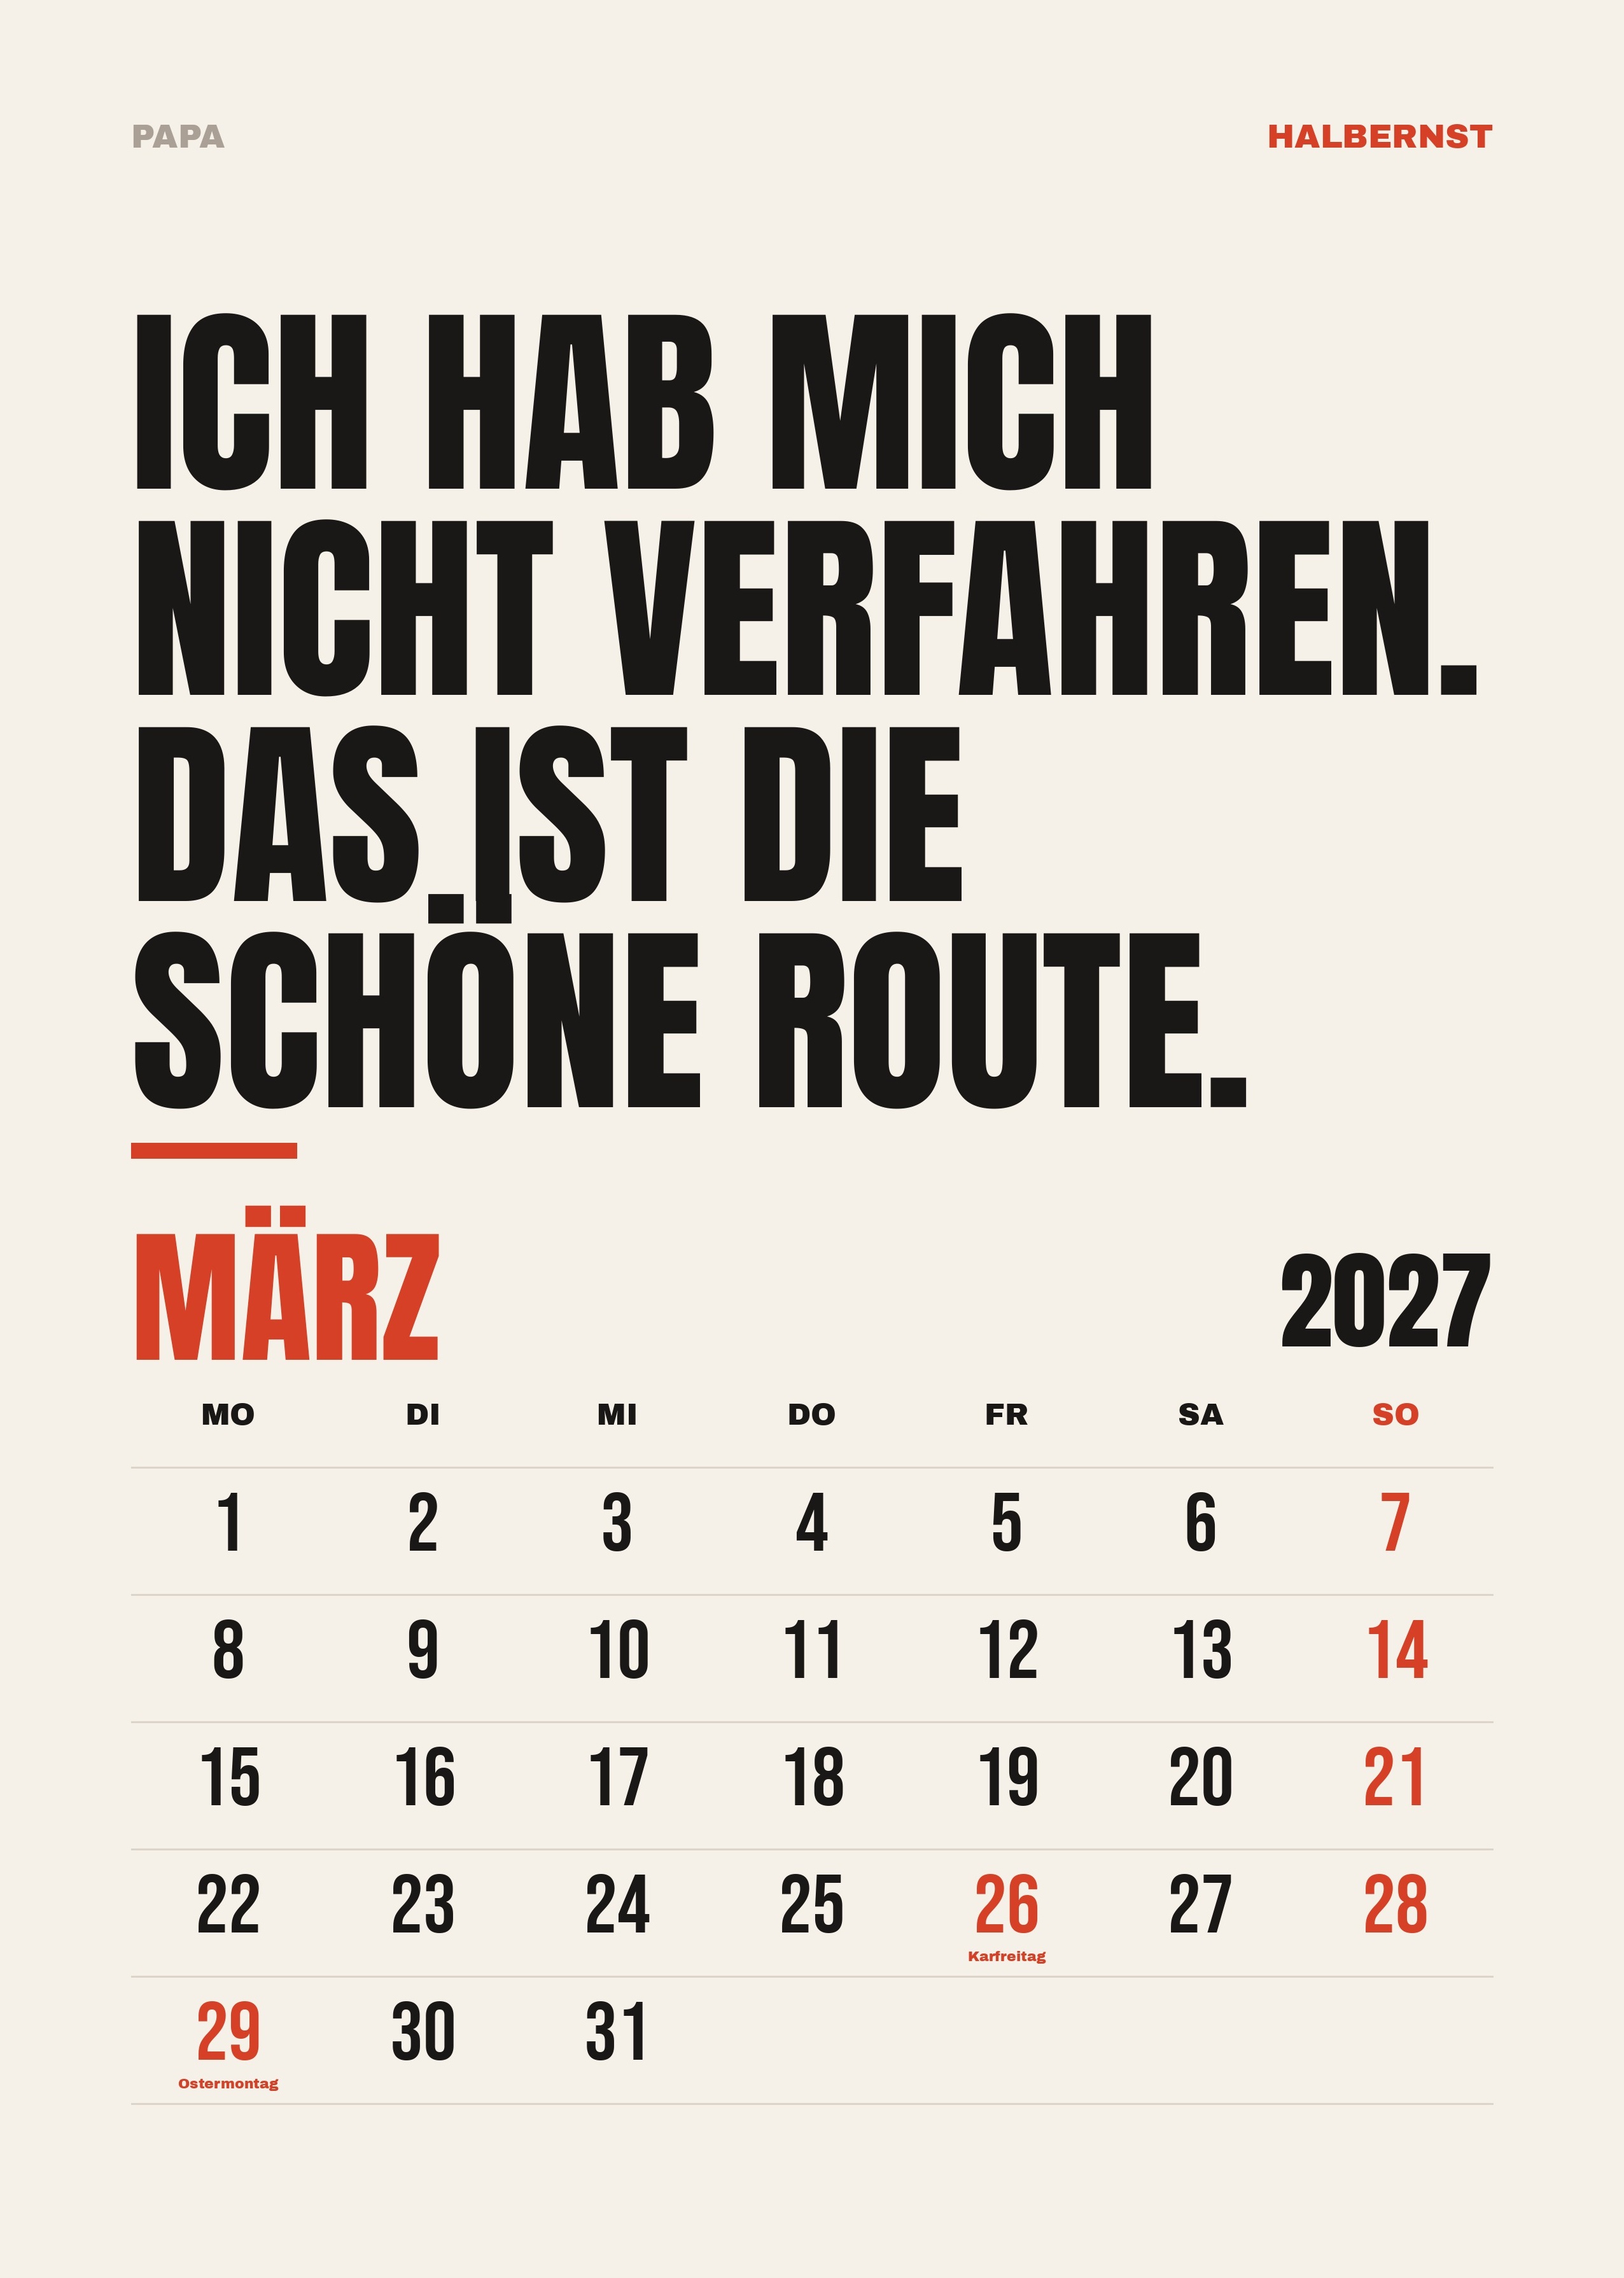 PAPA HALBERNST
ICH HAB MICH
NICHT VERFAHREN.
DAS IST DIE
SCHÖNE ROUTE.
MÄRZ 2027
MO DI MI DO FR SA SO
1 2 3 4 5 6 7
8 9 10 11 12 13 14
15 16 17 18 19 20 21
22 23 24 25 26 27 28
Karfreitag
29 30 31
Ostermontag